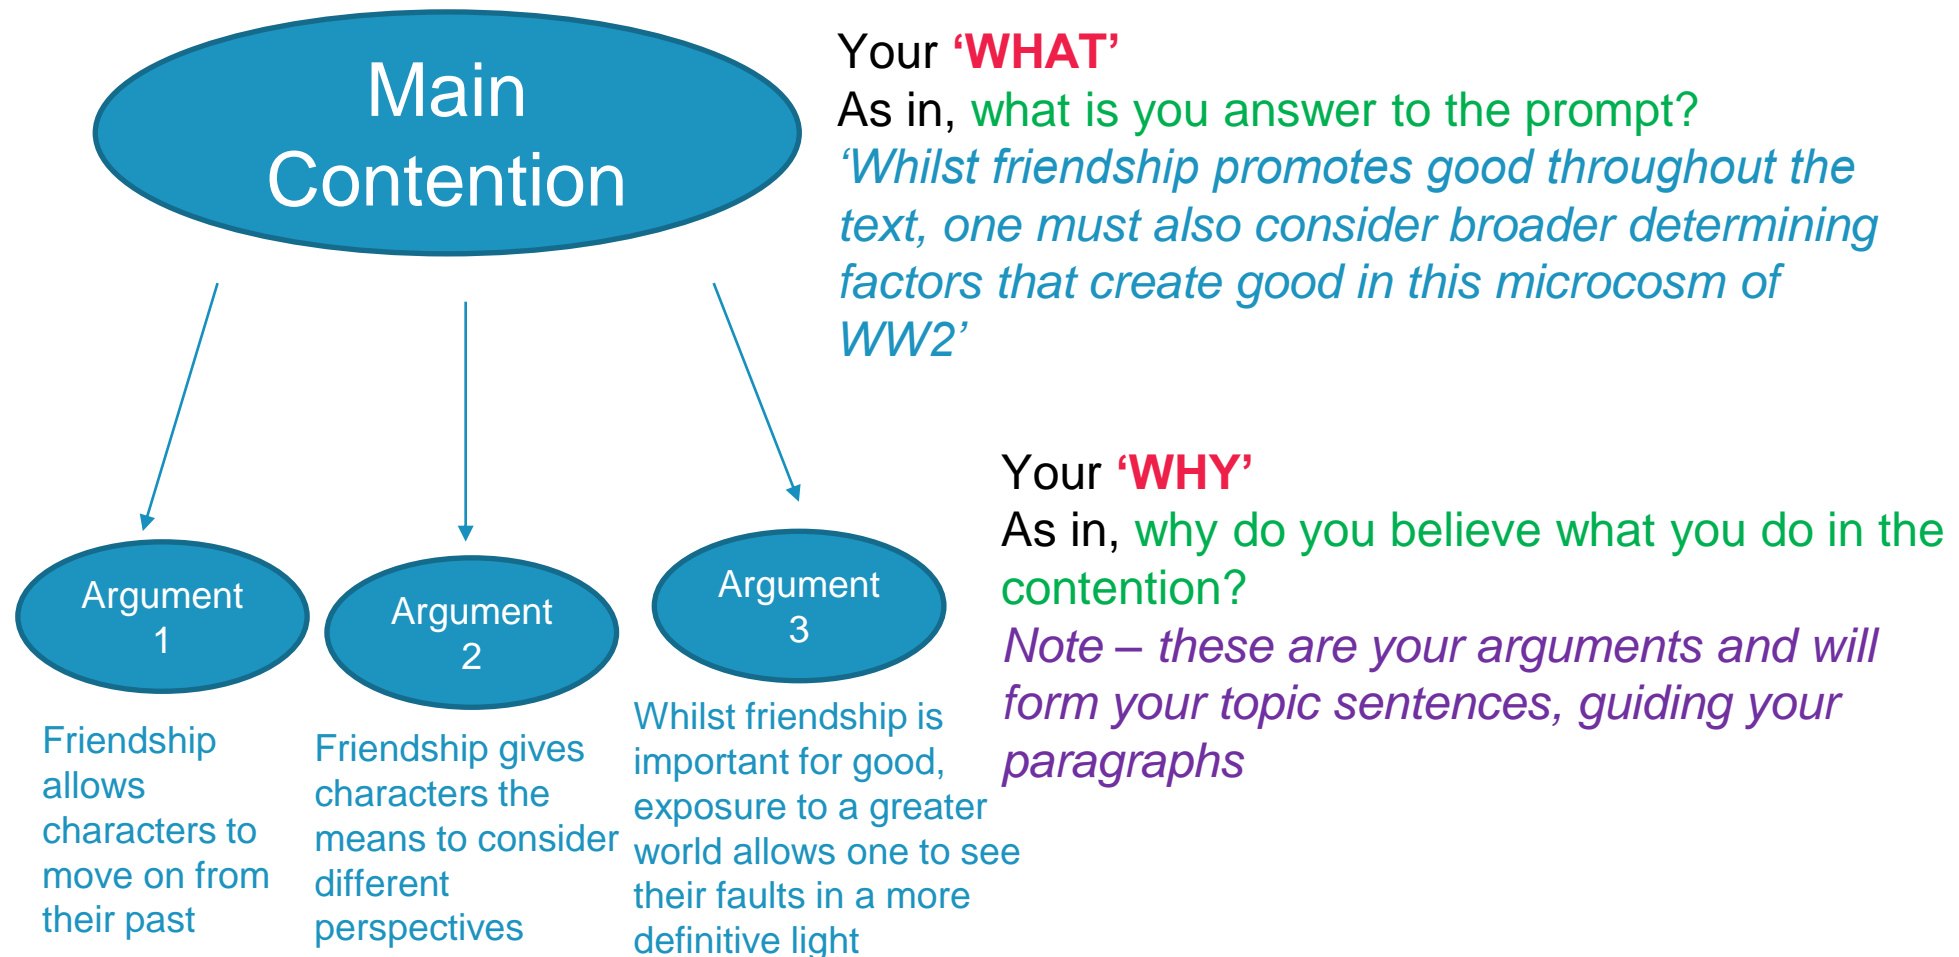 Main
Contention
Your ‘WHAT’
As in, what is you answer to the prompt?
‘Whilst friendship promotes good throughout the
text, one must also consider broader determining
factors that create good in this microcosm of
WW2’
Your ‘WHY’
As in, why do you believe what you do in the
contention?
Note – these are your arguments and will
form your topic sentences, guiding your
paragraphs
Argument
1
Friendship
allows
characters to
move on from
their past
Argument
2
Friendship gives
characters the
means to consider
different
perspectives
Argument
3
Whilst friendship is
important for good,
exposure to a greater
world allows one to see
their faults in a more
definitive light